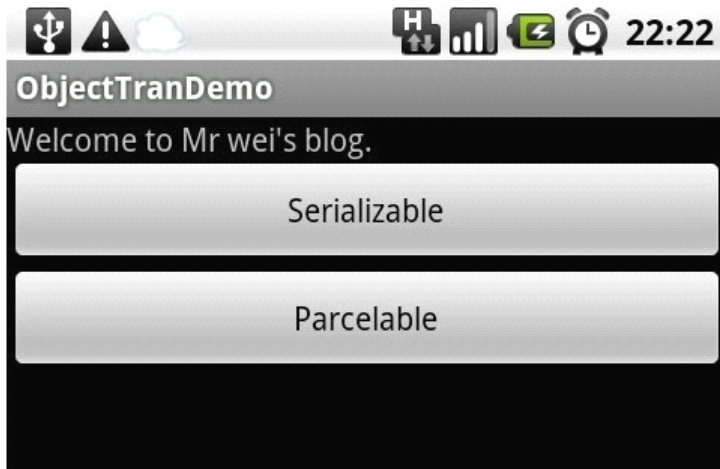 H 22:22
ObjectTranDemo
Welcome to Mr wei's blog.
Serializable
Parcelable